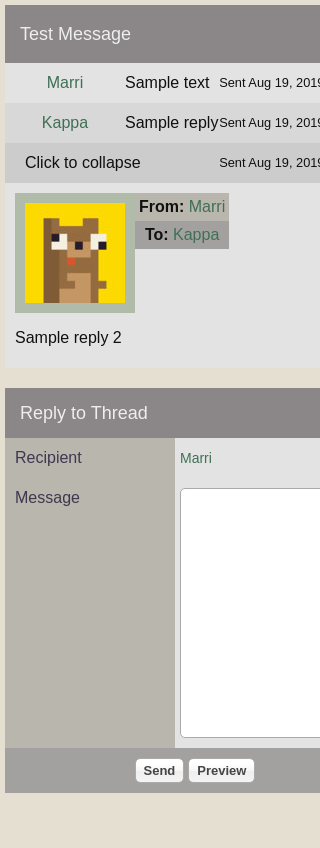 Test Message
Marri Sample text Sent Aug 19, 2019
Kappa Sample reply Sent Aug 19, 2019
Click to collapse Sent Aug 19, 2019
From: Marri
To: Kappa
Sample reply 2
Reply to Thread
Recipient Marri
Message
Send Preview